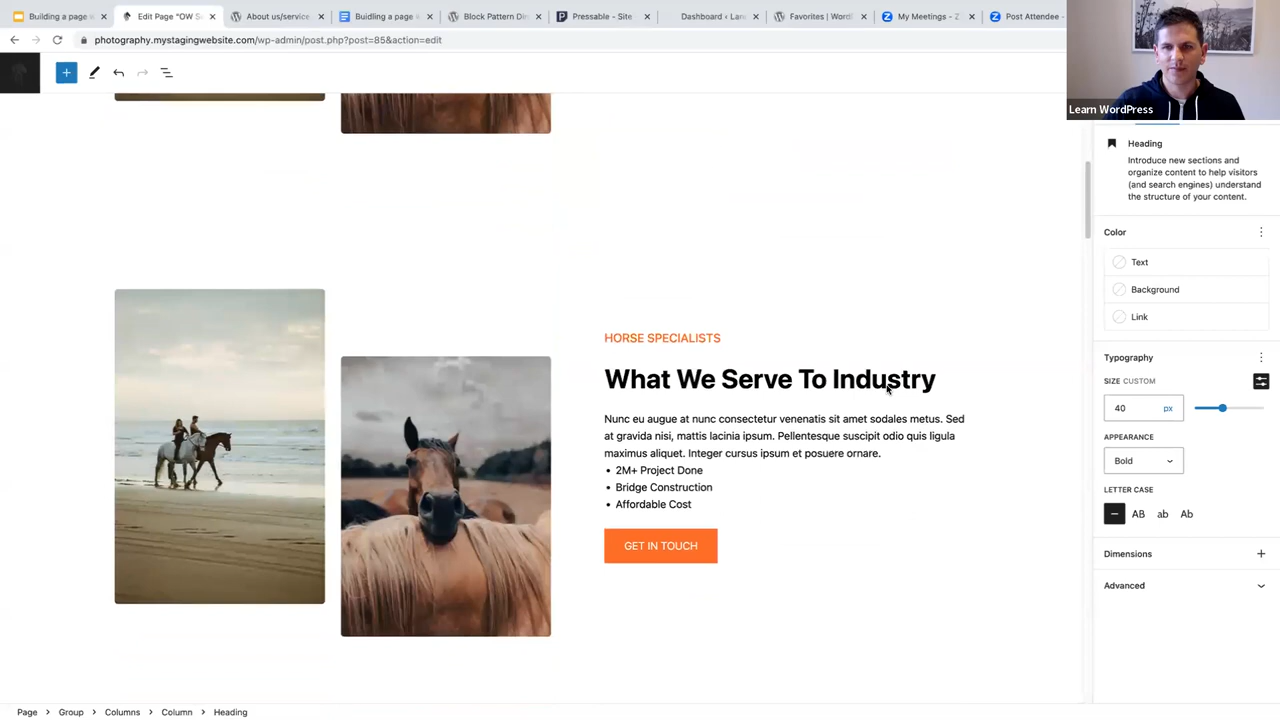 Building a page w
Edit Page "OW S
About us/service
Buidling a page
Block Pattern Di
Pressable - Site
Dashboard ‹ Lan
Favorites | Word
My Meetings - Z
Post Attendee -
photography.mystagingwebsite.com/wp-admin/post.php?post=85&action=edit
Learn WordPress
HORSE SPECIALISTS
What We Serve To Industry
Nunc eu augue at nunc consectetur venenatis sit amet sodales metus. Sed
at gravida nisi, mattis lacinia ipsum. Pellentesque suscipit odio quis ligula
maximus aliquet. Integer cursus ipsum et posuere ornare.
• 2M+ Project Done
• Bridge Construction
• Affordable Cost
GET IN TOUCH
Heading
Introduce new sections and
organize content to help visitors
(and search engines) understand
the structure of your content.
Color
Text
Background
Link
Typography
SIZE CUSTOM
40 px
APPEARANCE
Bold
LETTER CASE
– AB ab Ab
Dimensions
Advanced
Page > Group > Columns > Column > Heading